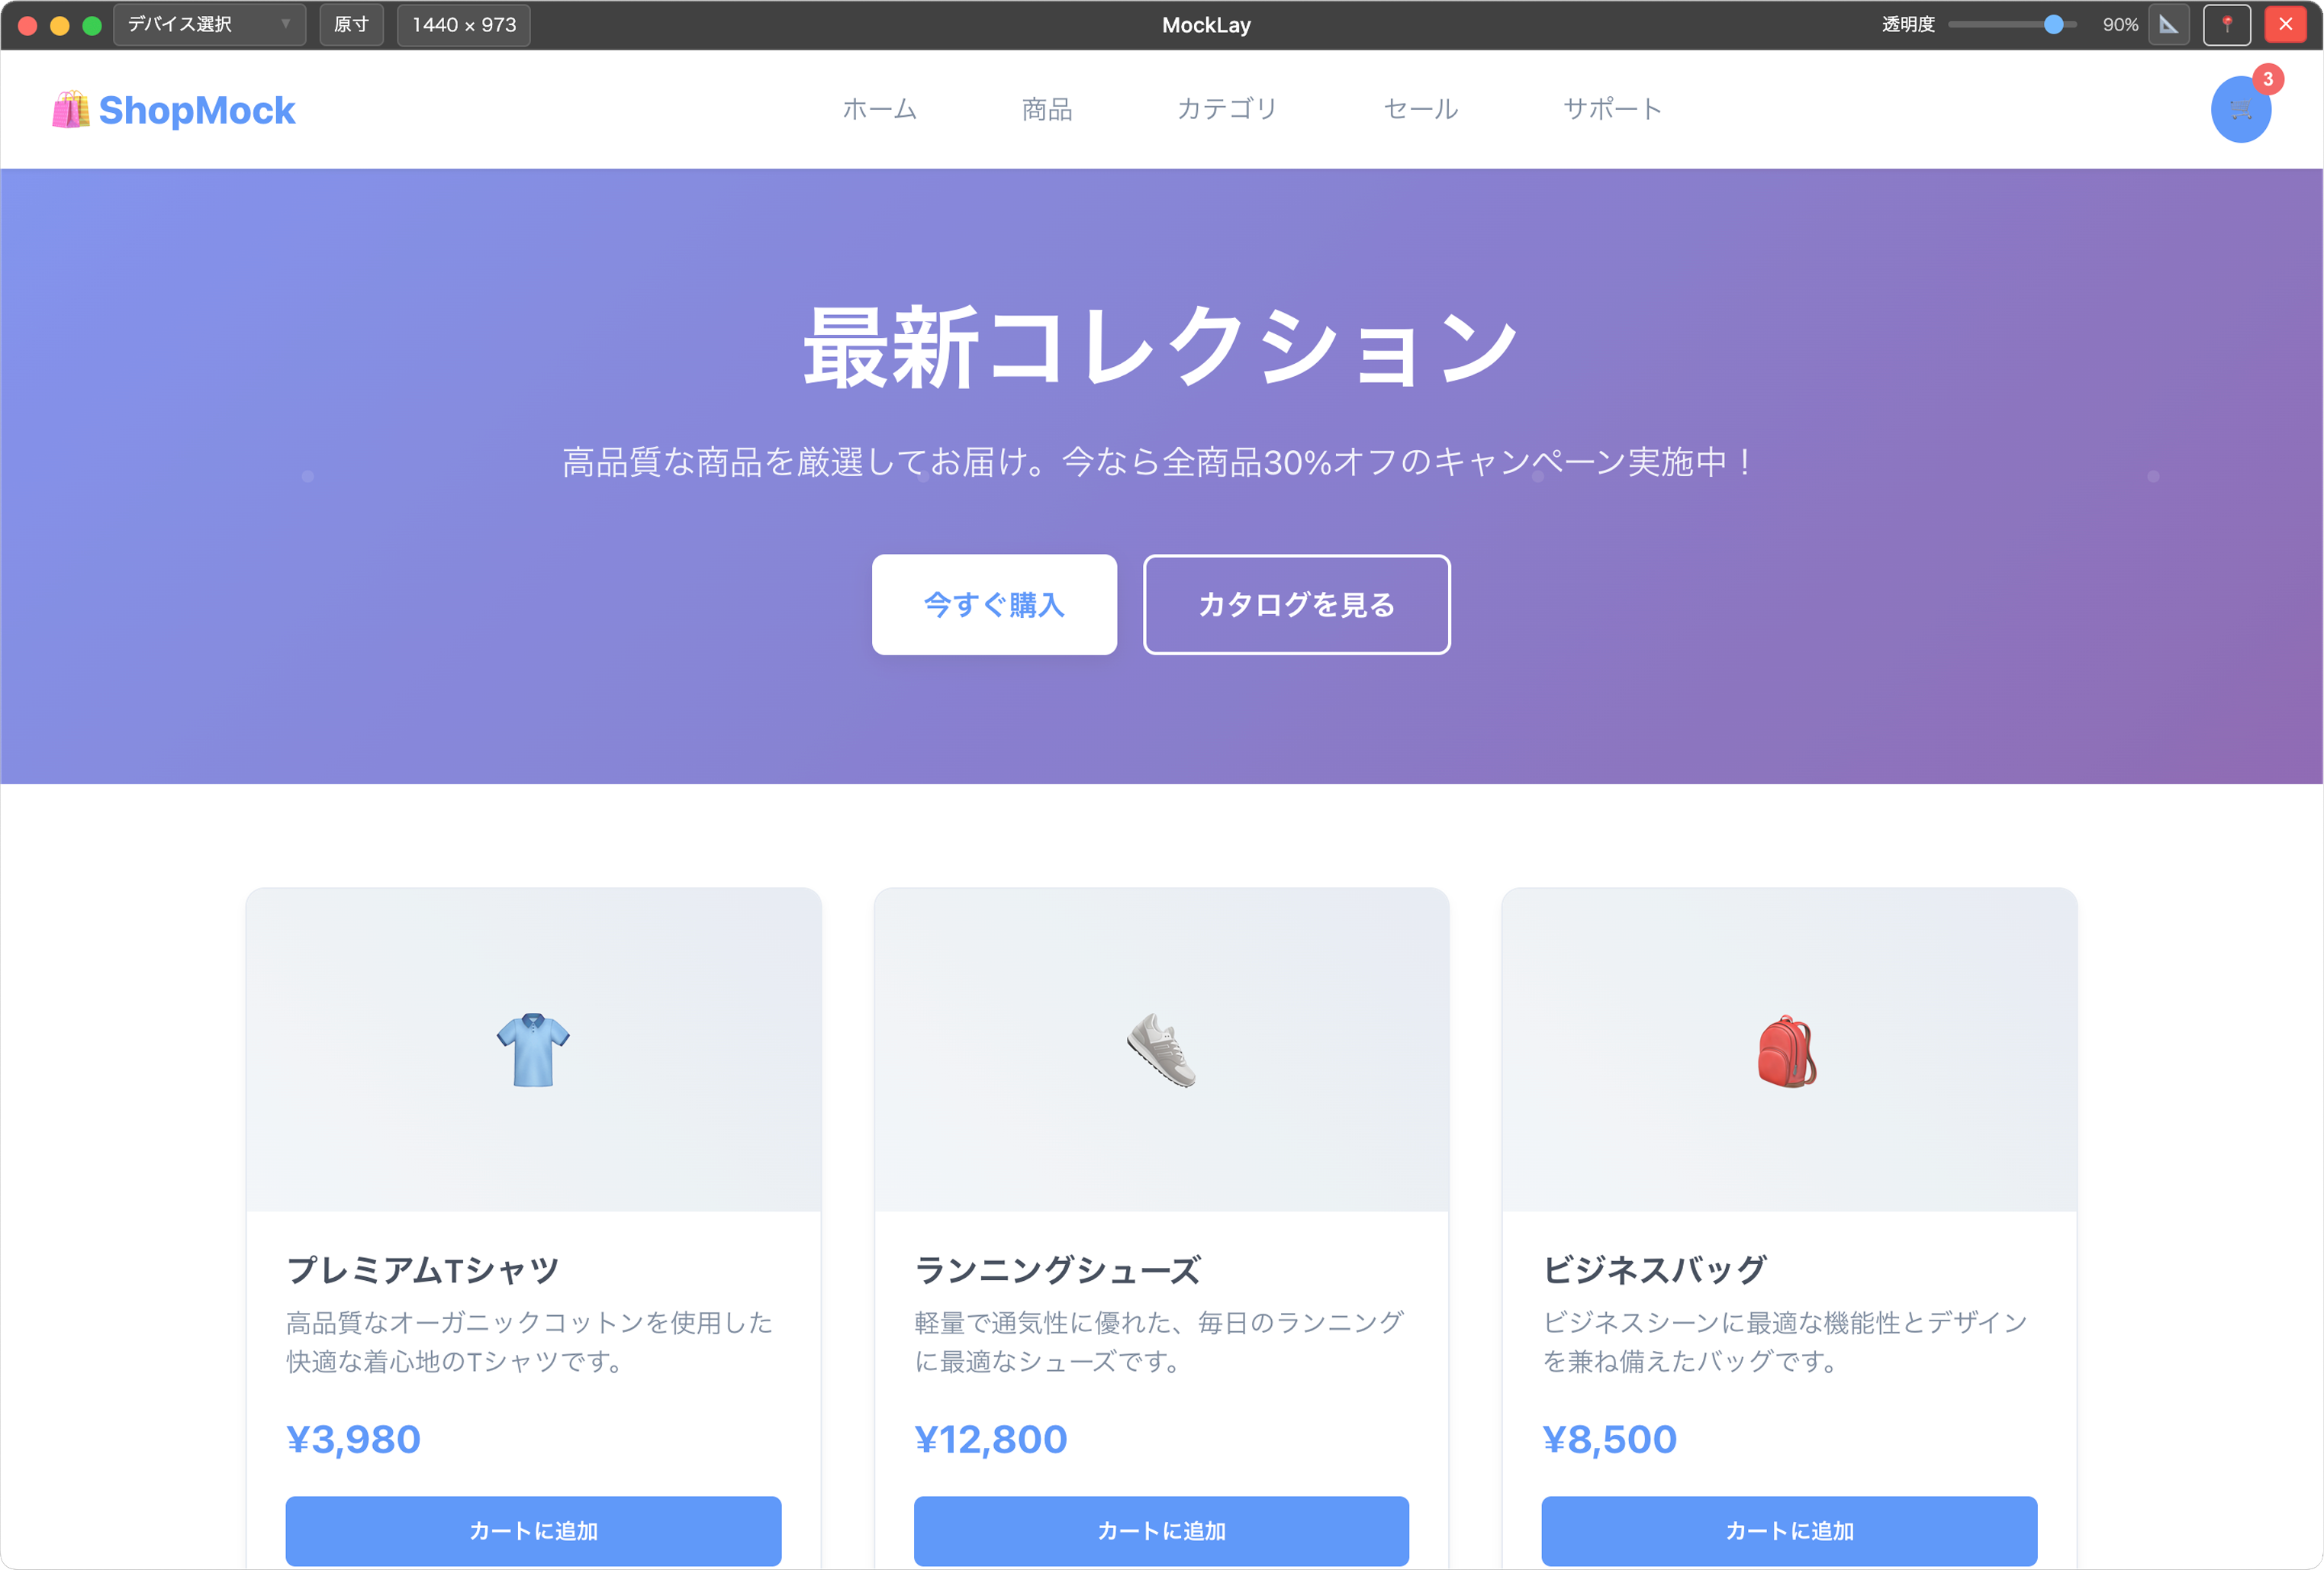 デバイス選択 原寸 1440 × 973 MockLay 透明度 90%
ShopMock ホーム 商品 カテゴリ セール サポート 3
最新コレクション
高品質な商品を厳選してお届け。今なら全商品30%オフのキャンペーン実施中！
今すぐ購入 カタログを見る
プレミアムTシャツ
高品質なオーガニックコットンを使用した
快適な着心地のTシャツです。
¥3,980
カートに追加
ランニングシューズ
軽量で通気性に優れた、毎日のランニング
に最適なシューズです。
¥12,800
カートに追加
ビジネスバッグ
ビジネスシーンに最適な機能性とデザイン
を兼ね備えたバッグです。
¥8,500
カートに追加